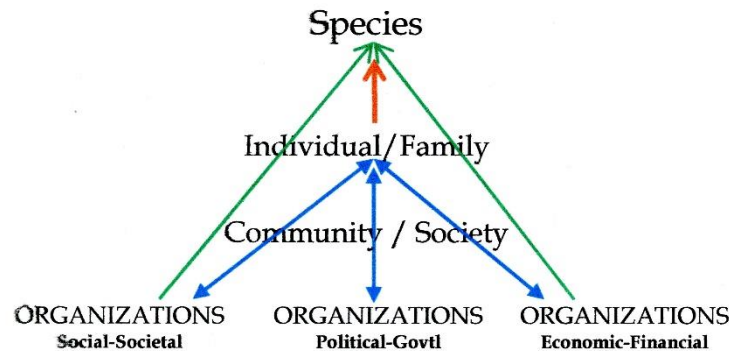 Species
Individual/Family
Community / Society
ORGANIZATIONS ORGANIZATIONS ORGANIZATIONS
Social-Societal Political-Govtl Economic-Financial